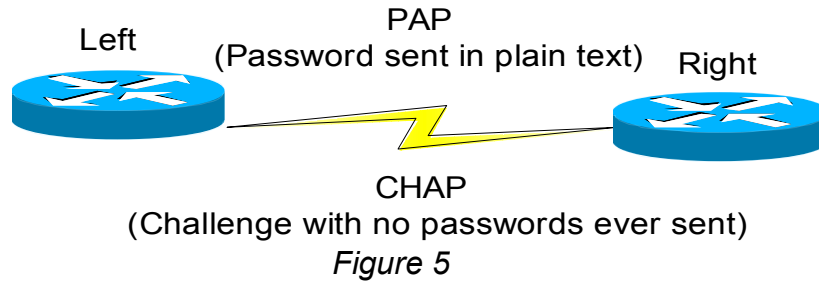 PAP
Left
(Password sent in plain text)
Right
CHAP
(Challenge with no passwords ever sent)
Figure 5